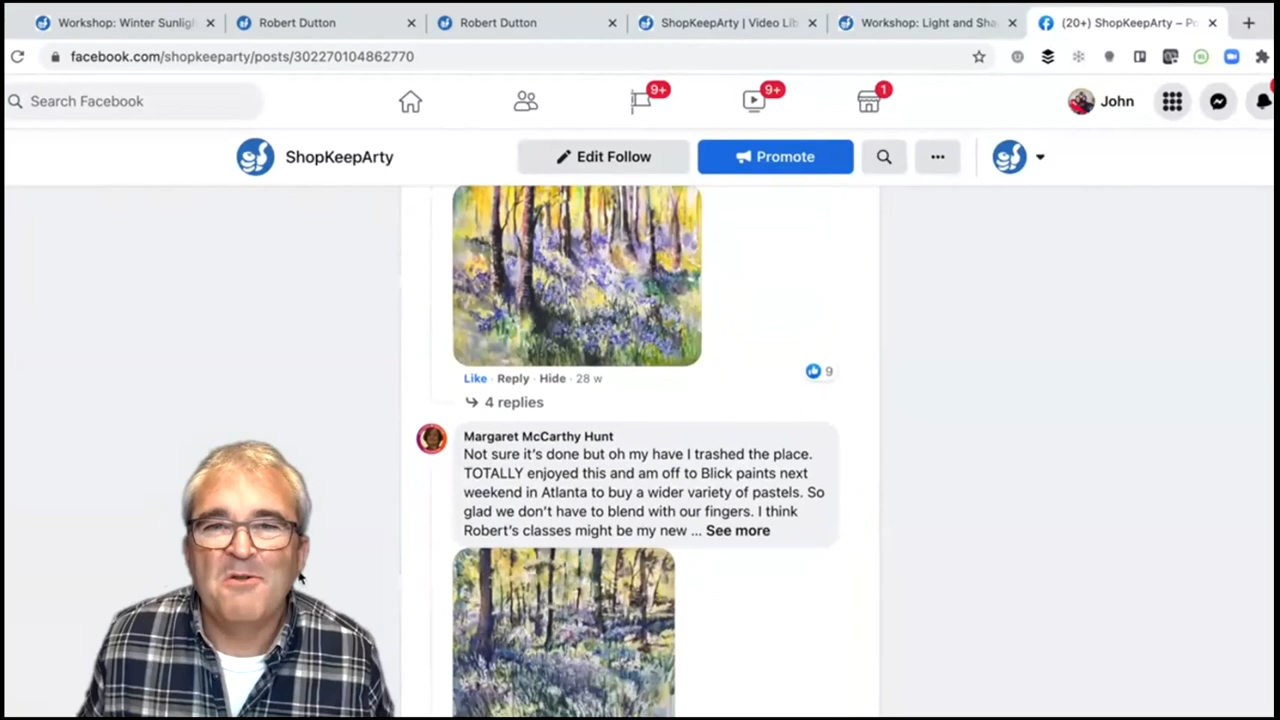 Workshop: Winter Sunligh
Robert Dutton
Robert Dutton
ShopKeepArty | Video Lib
Workshop: Light and Sha
(20+) ShopKeepArty – Po
facebook.com/shopkeeparty/posts/302270104862770
Search Facebook
9+
9+
1
John
ShopKeepArty
Edit Follow
Promote
Like · Reply · Hide · 28 w
9
4 replies
Margaret McCarthy Hunt
Not sure it's done but oh my have I trashed the place.
TOTALLY enjoyed this and am off to Blick paints next
weekend in Atlanta to buy a wider variety of pastels. So
glad we don't have to blend with our fingers. I think
Robert's classes might be my new ... See more